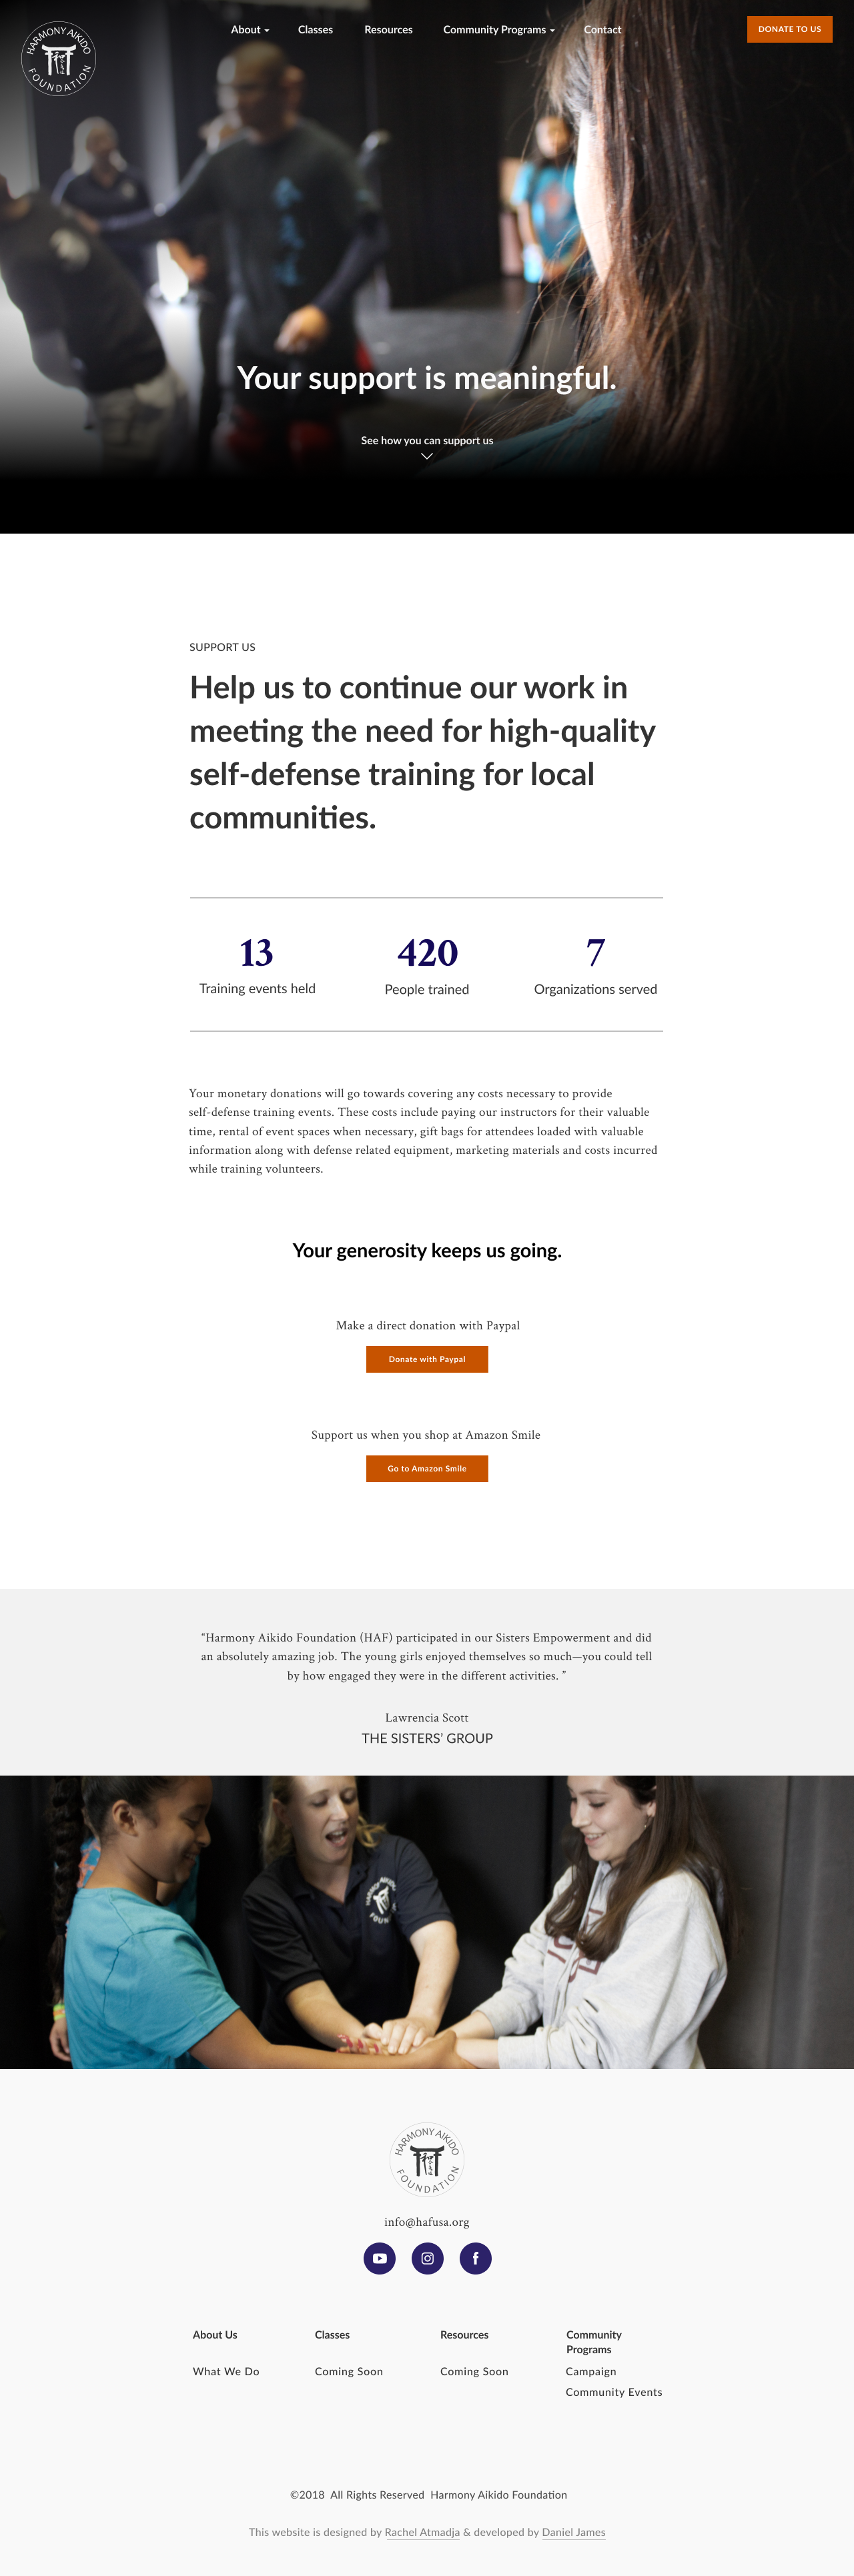 HARMONY AIKIDO
FOUNDATION
About
Classes
Resources
Community Programs
Contact
DONATE TO US
Your support is meaningful.
See how you can support us
SUPPORT US
Help us to continue our work in
meeting the need for high-quality
self-defense training for local
communities.
13
Training events held
420
People trained
7
Organizations served
Your monetary donations will go towards covering any costs necessary to provide
self-defense training events. These costs include paying our instructors for their valuable
time, rental of event spaces when necessary, gift bags for attendees loaded with valuable
information along with defense related equipment, marketing materials and costs incurred
while training volunteers.
Your generosity keeps us going.
Make a direct donation with Paypal
Donate with Paypal
Support us when you shop at Amazon Smile
Go to Amazon Smile
“Harmony Aikido Foundation (HAF) participated in our Sisters Empowerment and did
an absolutely amazing job. The young girls enjoyed themselves so much—you could tell
by how engaged they were in the different activities. ”
Lawrencia Scott
THE SISTERS’ GROUP
HARMONY AIKIDO
HARMONY AIKIDO
FOUNDATION
info@hafusa.org
About Us
What We Do
Classes
Coming Soon
Resources
Coming Soon
Community
Programs
Campaign
Community Events
©2018 All Rights Reserved Harmony Aikido Foundation
This website is designed by Rachel Atmadja & developed by Daniel James